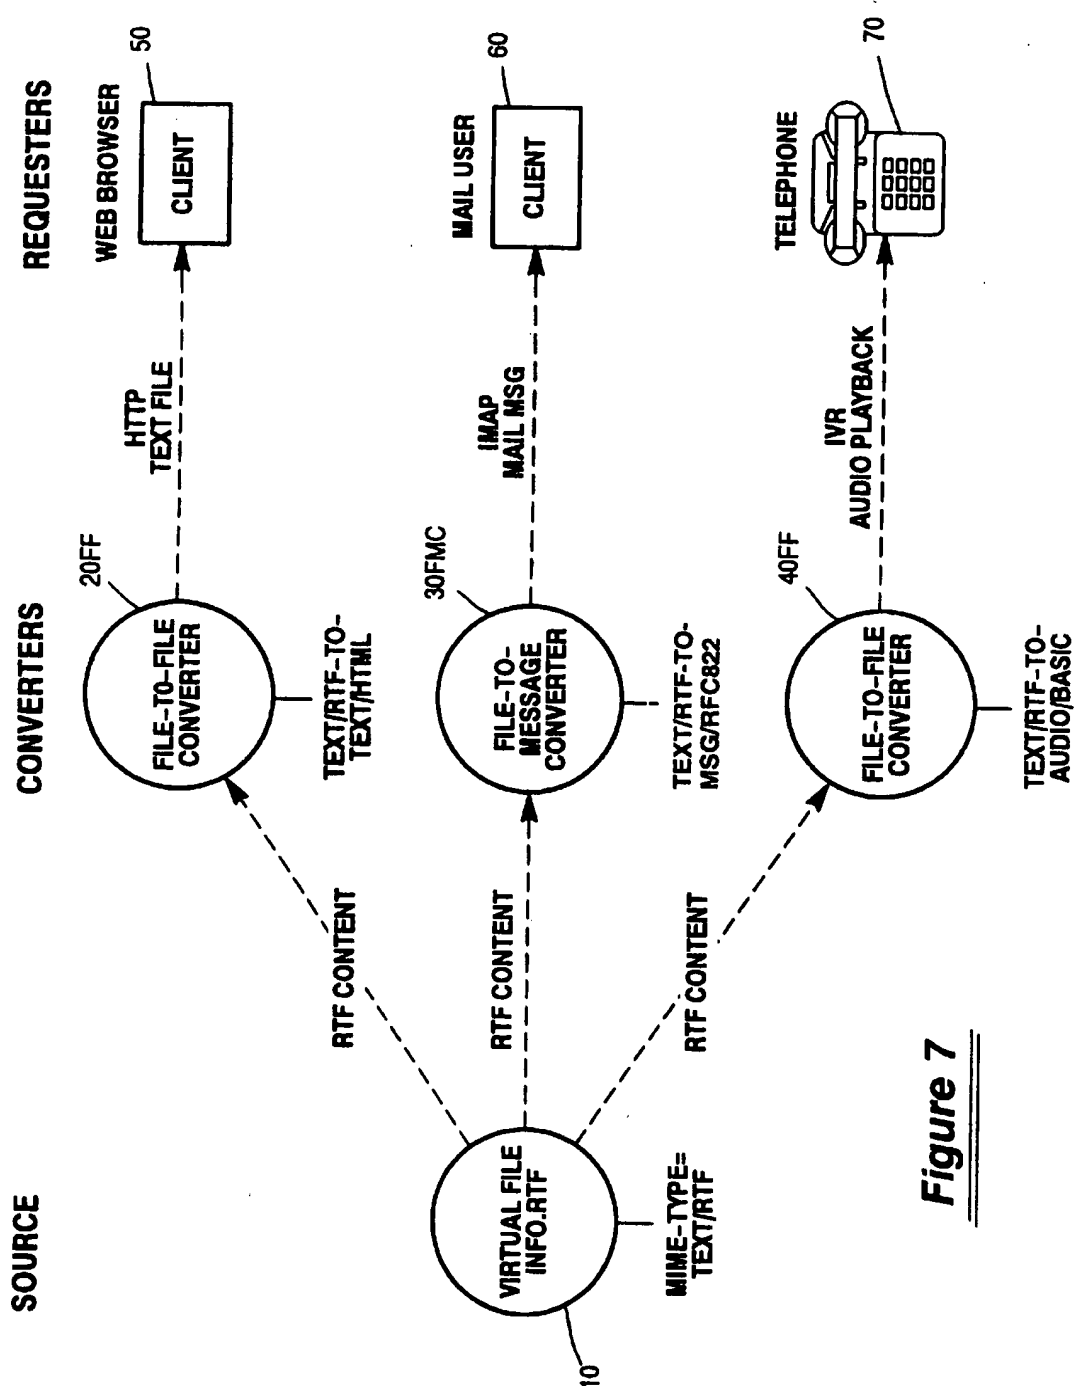 SOURCE
CONVERTERS
REQUESTERS
WEB BROWSER
50
CLIENT
HTTP
TEXT FILE
20FF
FILE-TO-FILE
CONVERTER
TEXT/RTF-TO-
TEXT/HTML
RTF CONTENT
MAIL USER
60
CLIENT
IMAP
MAIL MSG
30FMC
FILE-TO-
MESSAGE
CONVERTER
TEXT/RTF-TO-
MSG/RFC822
RTF CONTENT
VIRTUAL FILE
INFO.RTF
10
MIME-TYPE=
TEXT/RTF
TELEPHONE
70
IVR
AUDIO PLAYBACK
40FF
FILE-TO-FILE
CONVERTER
TEXT/RTF-TO-
AUDIO/BASIC
RTF CONTENT
Figure 7